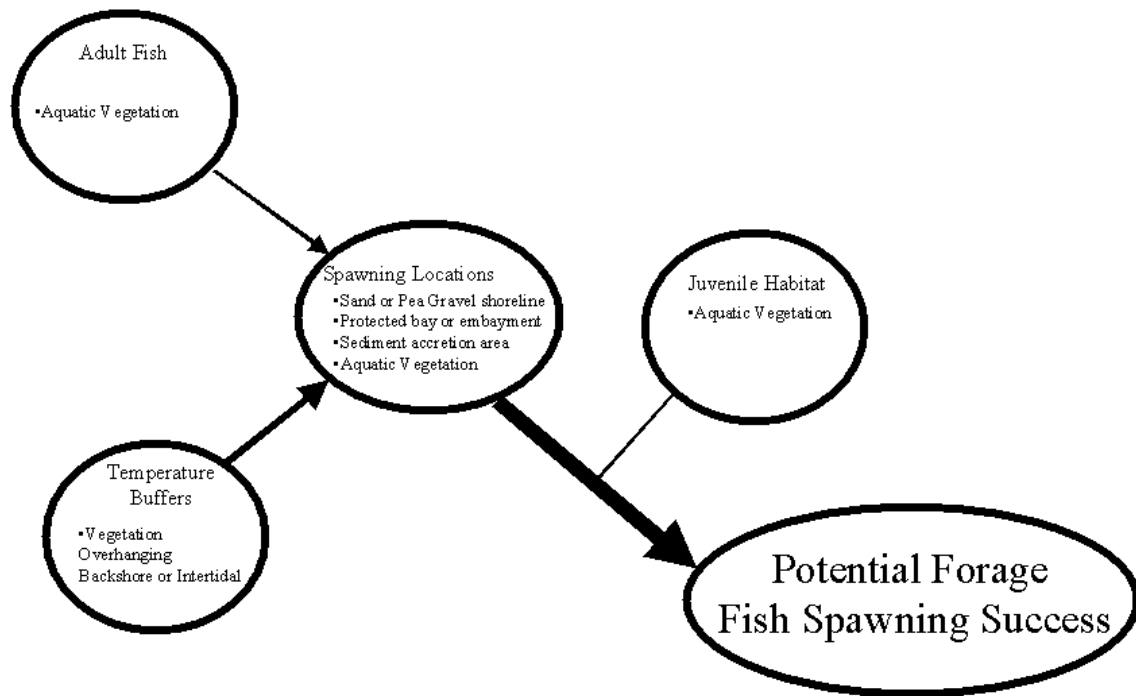 Adult Fish
•Aquatic Vegetation
Spawning Locations
•Sand or Pea Gravel shoreline
•Protected bay or embayment
•Sediment accretion area
•Aquatic Vegetation
Juvenile Habitat
•Aquatic Vegetation
Temperature
Buffers
•Vegetation
Overhanging
Backshore or Intertidal
Potential Forage
Fish Spawning Success